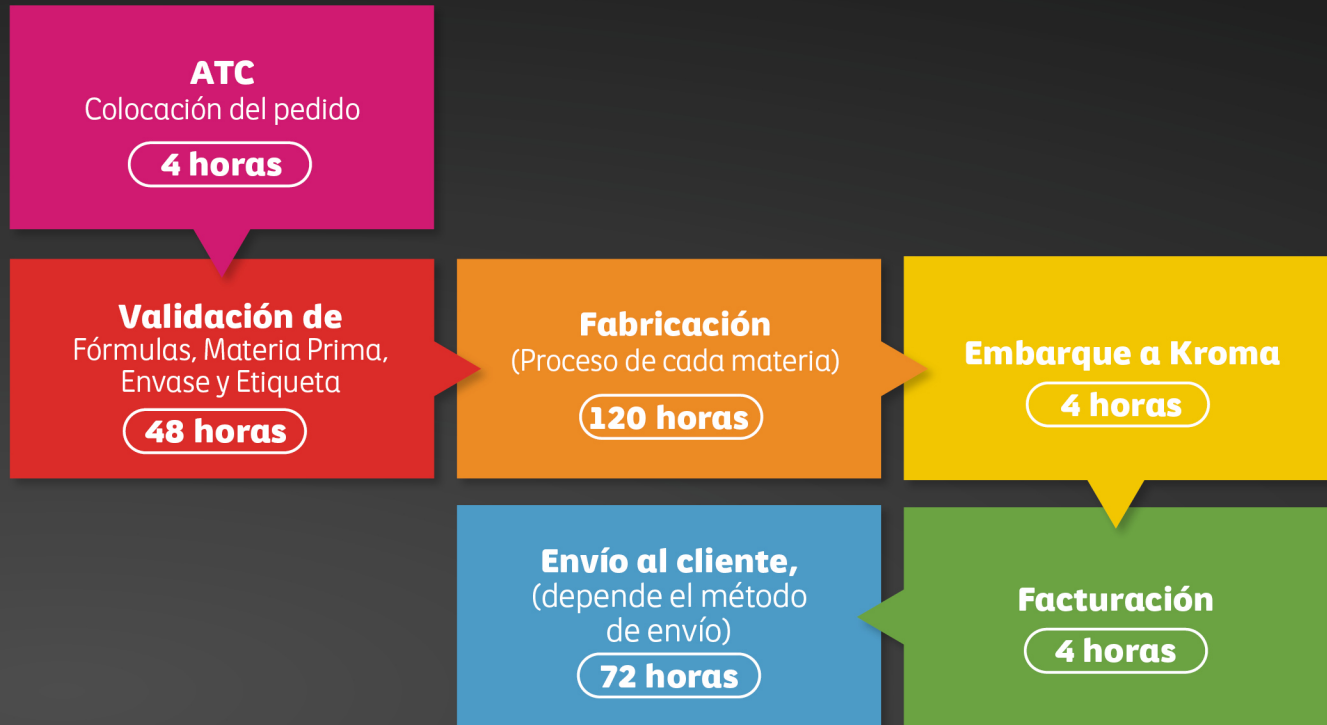 ATC
Colocación del pedido
4 horas
Validación de
Fórmulas, Materia Prima,
Envase y Etiqueta
48 horas
Fabricación
(Proceso de cada materia)
120 horas
Embarque a Kroma
4 horas
Facturación
4 horas
Envío al cliente,
(depende el método
de envío)
72 horas